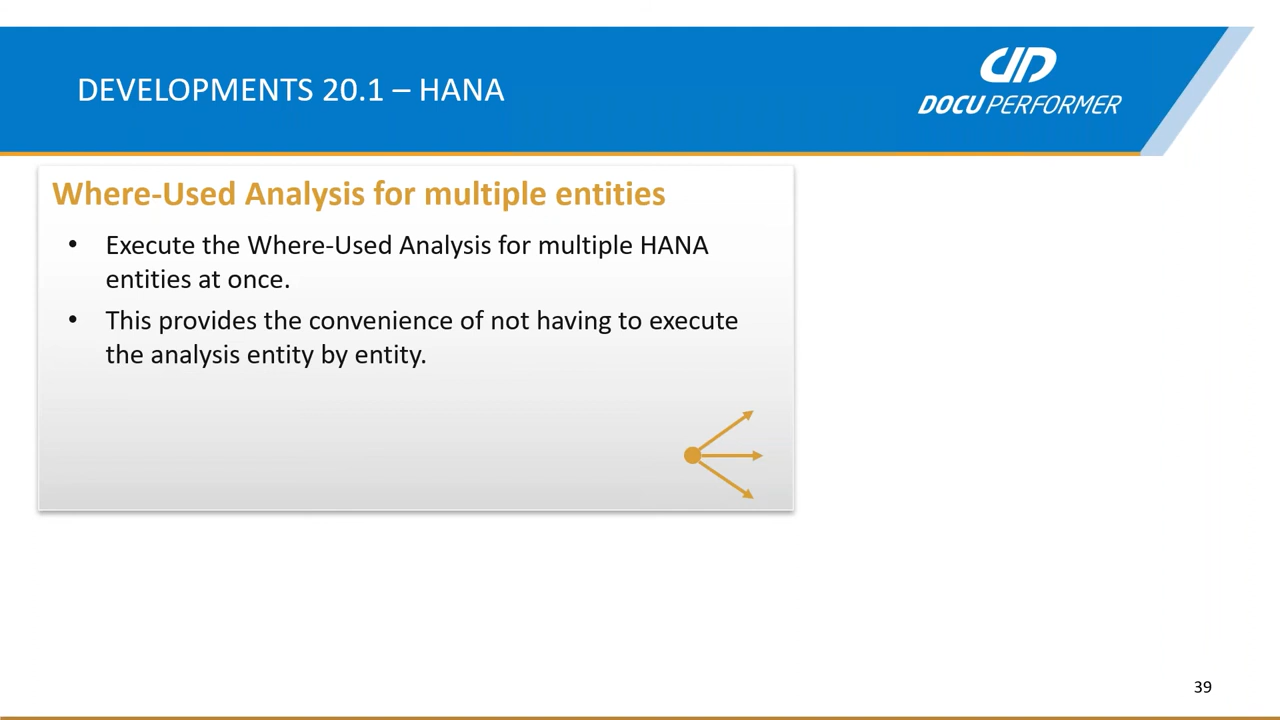 DEVELOPMENTS 20.1 – HANA
DOCU PERFORMER
Where-Used Analysis for multiple entities
• Execute the Where-Used Analysis for multiple HANA
entities at once.
• This provides the convenience of not having to execute
the analysis entity by entity.
39